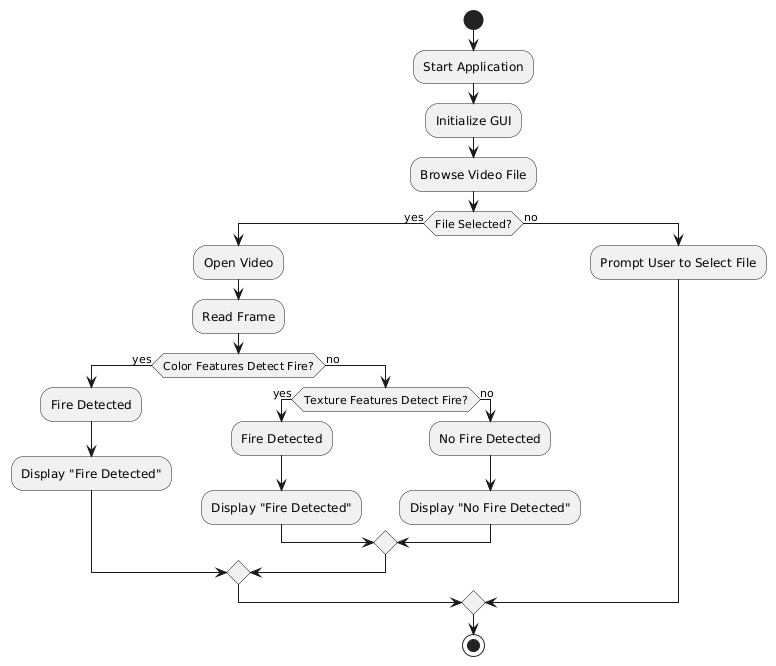 Start Application
Initialize GUI
Browse Video File
yes
File Selected?
no
Open Video
Prompt User to Select File
Read Frame
yes
Color Features Detect Fire?
no
Fire Detected
yes
Texture Features Detect Fire?
no
Fire Detected
No Fire Detected
Display "Fire Detected"
Display "Fire Detected"
Display "No Fire Detected"